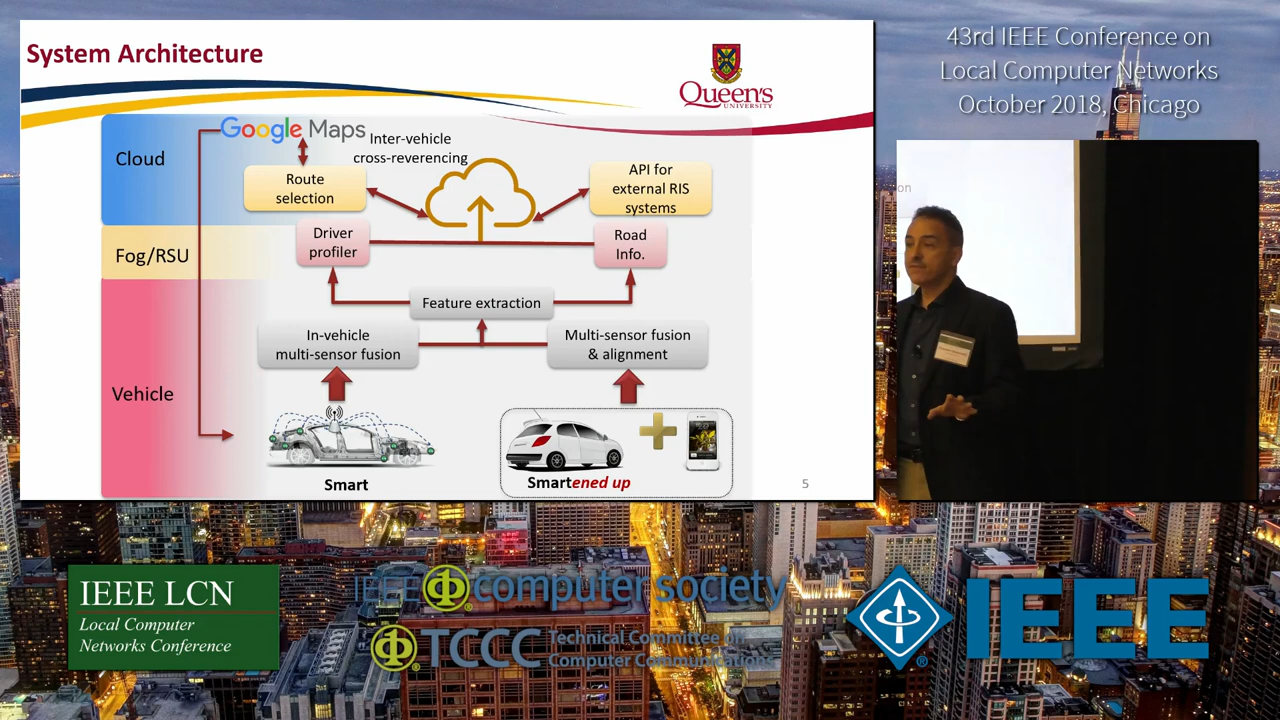 System Architecture
Queen's
UNIVERSITY
Google Maps
Inter-vehicle
cross-reverencing
Cloud
Route
selection
API for
external RIS
systems
Fog/RSU
Driver
profiler
Road
Info.
Feature extraction
In-vehicle
multi-sensor fusion
Multi-sensor fusion
& alignment
Vehicle
Smart
Smartened up
5
43rd IEEE Conference on
Local Computer Networks
October 2018, Chicago
on
IEEE LCN
Local Computer
Networks Conference
IEEE computer society
TCCC Technical Committee on
Computer Communications
IEEE
®